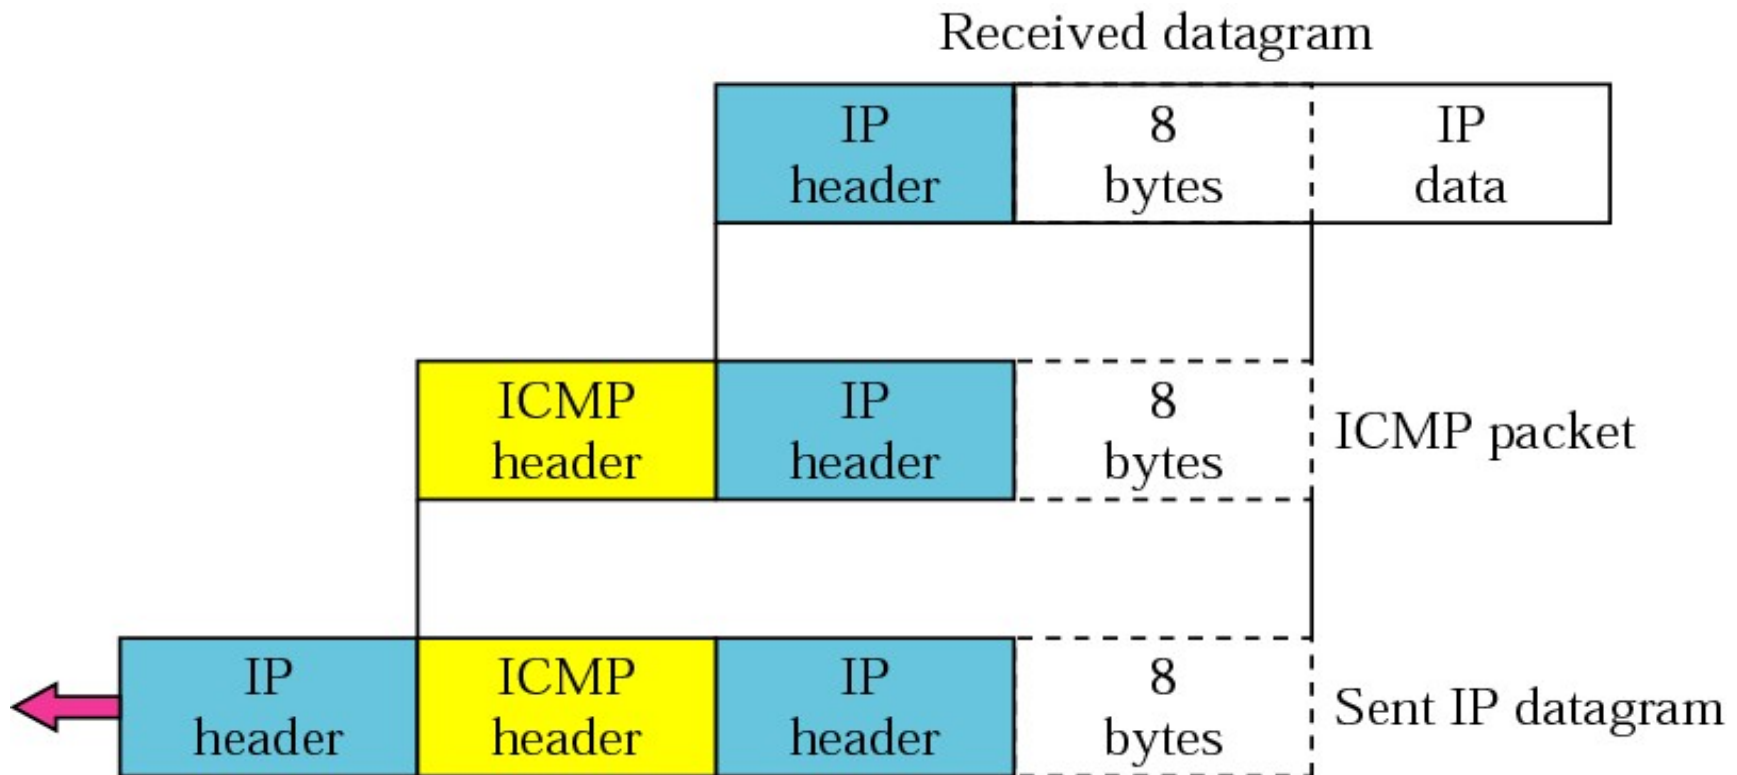 Received datagram
IP
header
8
bytes
IP
data
ICMP
header
IP
header
8
bytes
ICMP packet
IP
header
ICMP
header
IP
header
8
bytes
Sent IP datagram